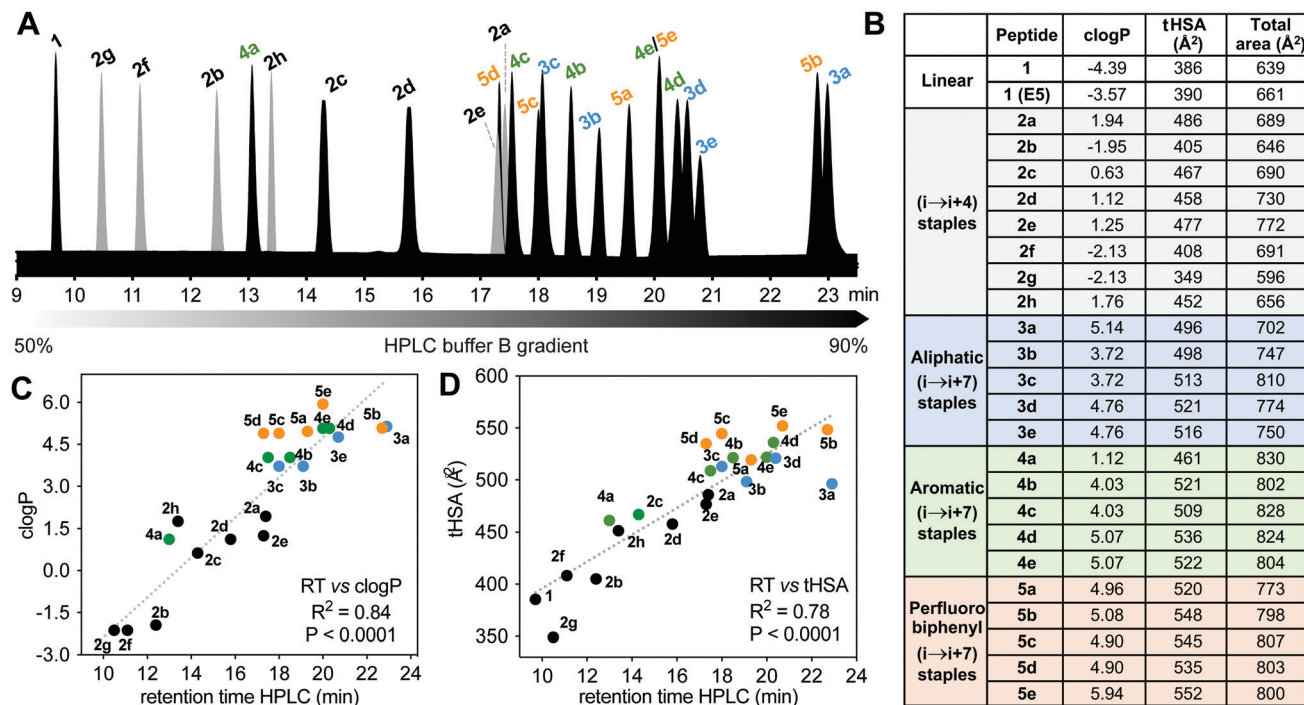 A
1
2g
2f
2b
4a
2h
2c
2d
2e
5d
2a
4c
5c
3c
4b
3b
5a
4e/5e
4d
3d
3e
5b
3a
9 10 11 12 13 14 15 16 17 18 19 20 21 22 23 min
50% HPLC buffer B gradient 90%
C
clogP
6.0
4.5
3.0
1.5
0.0
-1.5
-3.0
5e
5d 5c 5a 4e 4d 5b
3a
3e
4c 4b
3c 3b
2h
4a
2d
2a
2c
2e
2b
2g 2f
RT vs clogP
R² = 0.84
P < 0.0001
10 12 14 16 18 20 22 24
retention time HPLC (min)
D
tHSA (Å²)
600
550
500
450
400
350
5c
5e
5d
4b
4d
5b
3c
5a
4e
3d
4c
3b
3a
4a
2c
2a
2e
2h
2d
2f
2b
1
2g
RT vs tHSA
R² = 0.78
P < 0.0001
10 12 14 16 18 20 22 24
retention time HPLC (min)
B
Peptide clogP tHSA (Å²) Total area (Å²)
Linear
1 -4.39 386 639
1 (E5) -3.57 390 661
(i→i+4)
staples
2a 1.94 486 689
2b -1.95 405 646
2c 0.63 467 690
2d 1.12 458 730
2e 1.25 477 772
2f -2.13 408 691
2g -2.13 349 596
2h 1.76 452 656
Aliphatic
(i→i+7)
staples
3a 5.14 496 702
3b 3.72 498 747
3c 3.72 513 810
3d 4.76 521 774
3e 4.76 516 750
Aromatic
(i→i+7)
staples
4a 1.12 461 830
4b 4.03 521 802
4c 4.03 509 828
4d 5.07 536 824
4e 5.07 522 804
Perfluoro
biphenyl
(i→i+7)
staples
5a 4.96 520 773
5b 5.08 548 798
5c 4.90 545 807
5d 4.90 535 803
5e 5.94 552 800